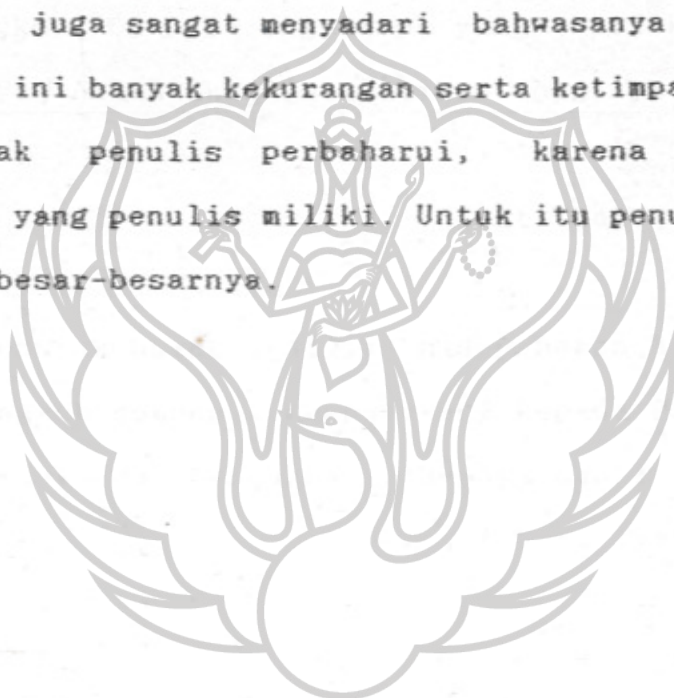 juga sangat menyadari bahwasanya
ini banyak kekurangan serta ketimpa
ak penulis perbaharui, karena
yang penulis miliki. Untuk itu penu
besar-besarnya.